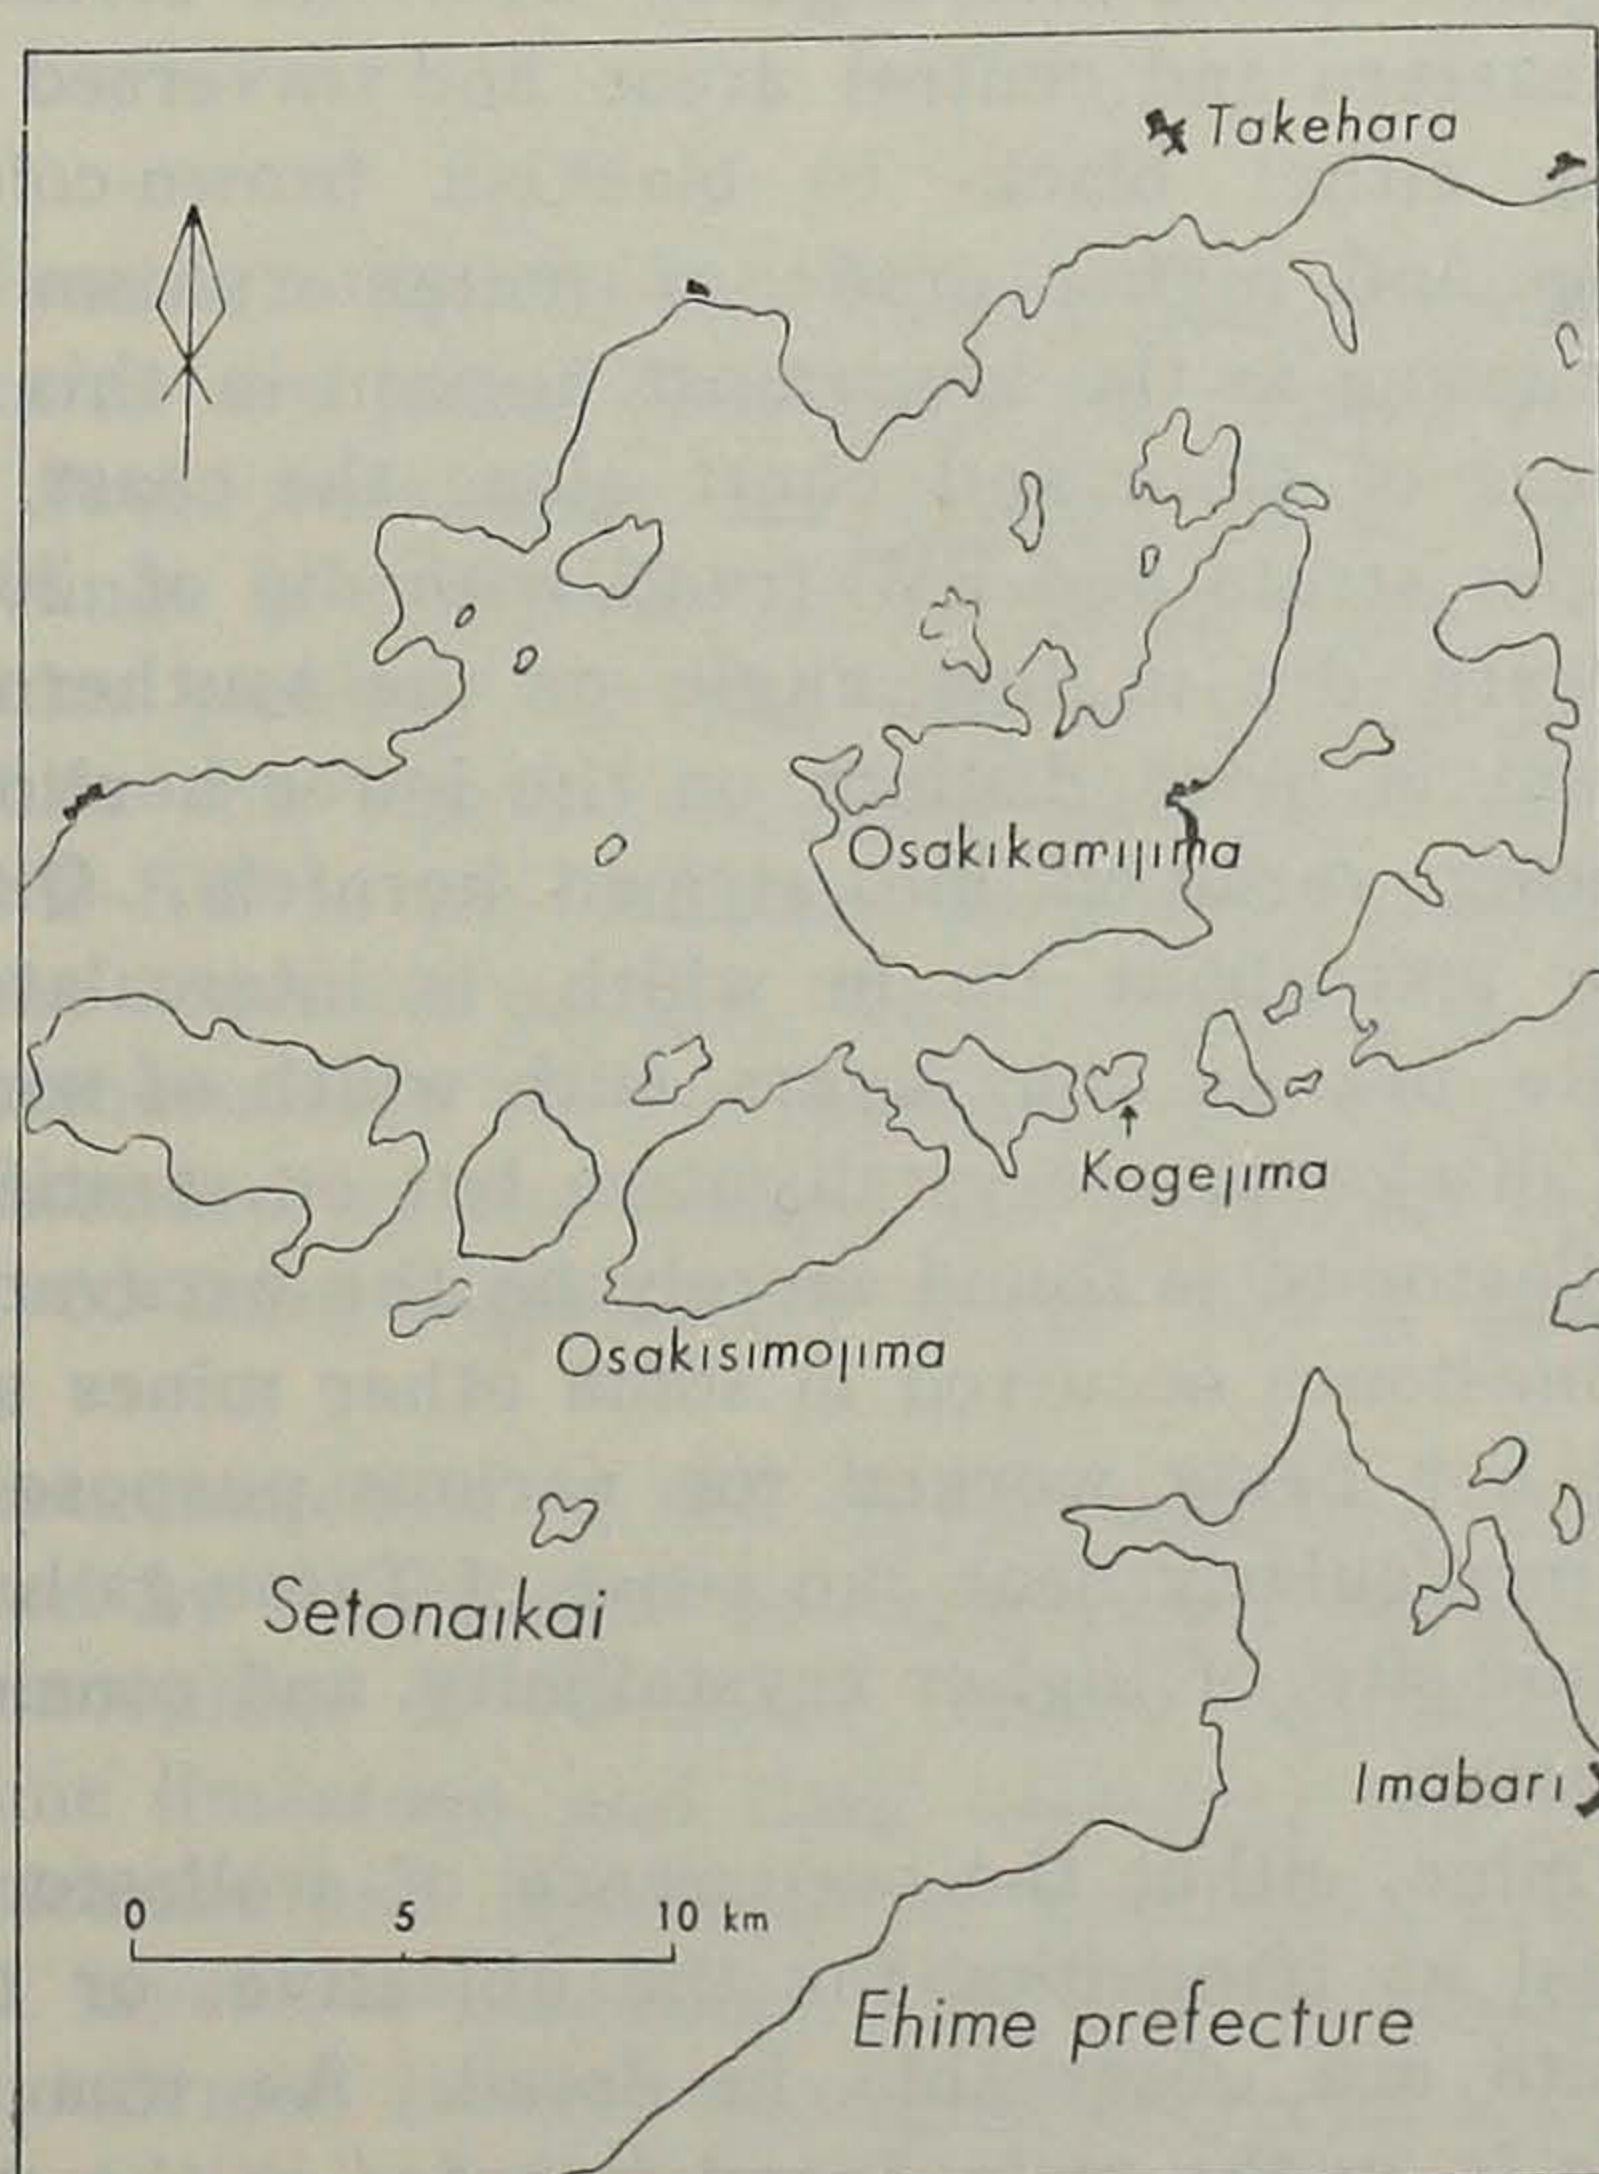 Takehara
Osakikamijima
Kogejima
Osakisimojima
Setonaikai
Imabari
0 5 10 km
Ehime prefecture